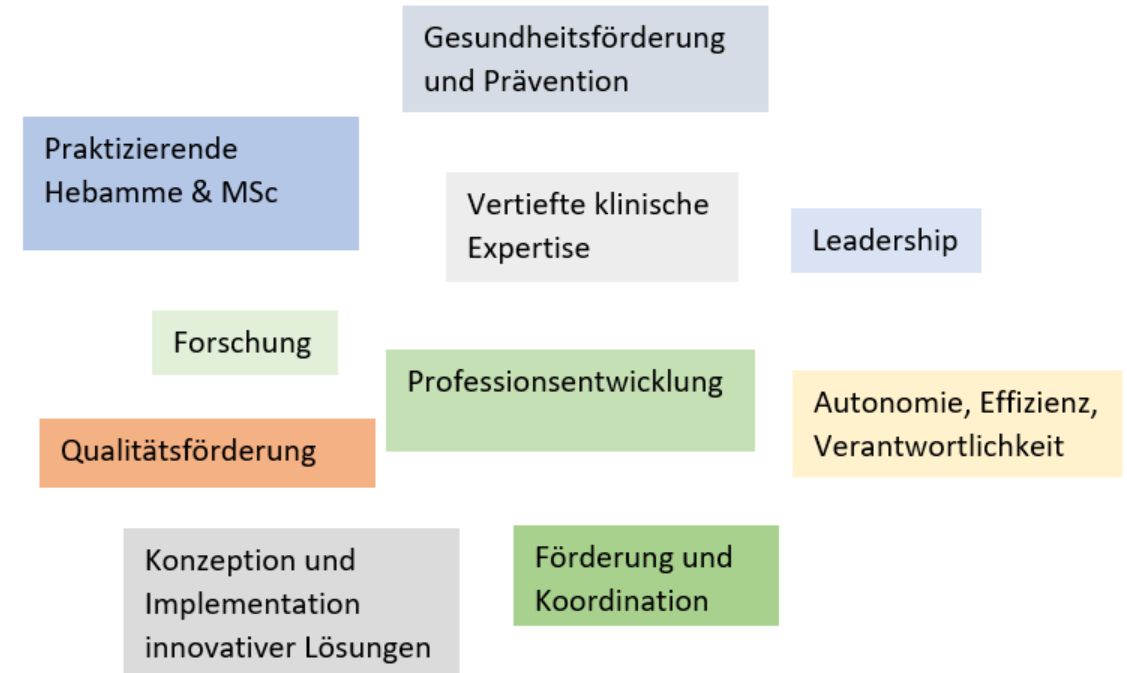 Gesundheitsförderung
und Prävention
Praktizierende
Hebamme & MSc
Vertiefte klinische
Expertise
Leadership
Forschung
Professionsentwicklung
Autonomie, Effizienz,
Verantwortlichkeit
Qualitätsförderung
Konzeption und
Implementation
innovativer Lösungen
Förderung und
Koordination